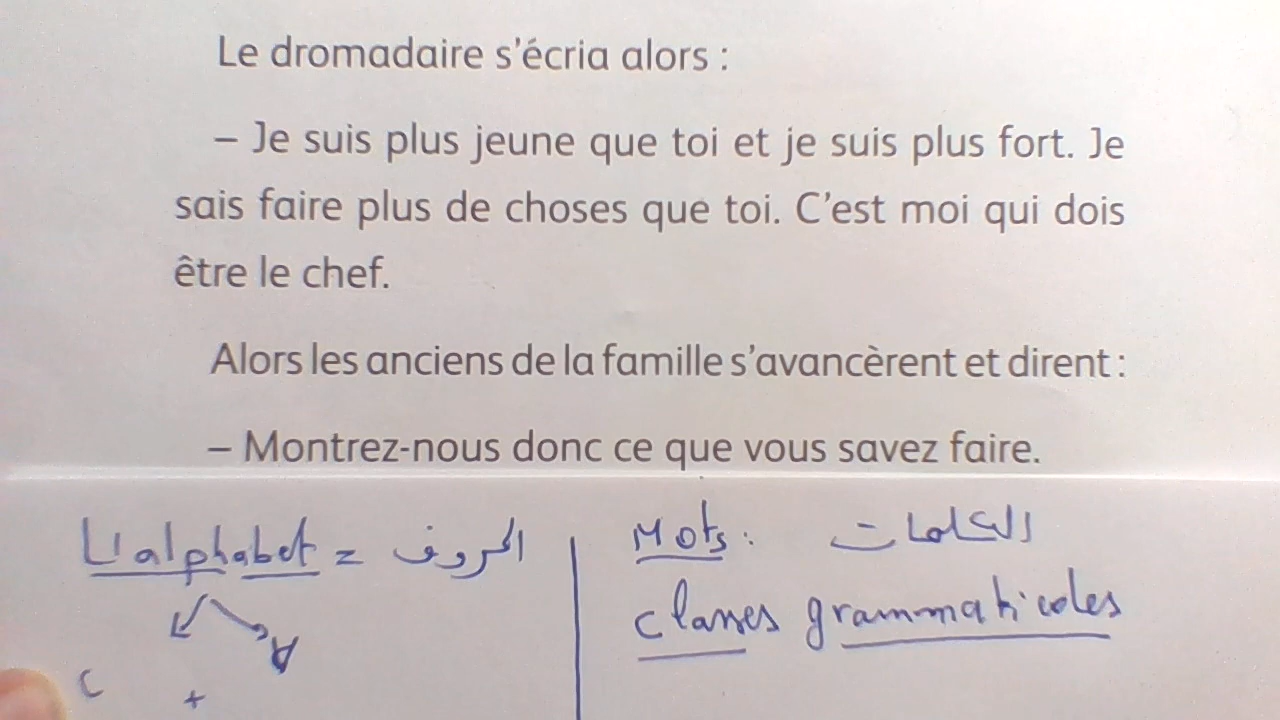 Le dromadaire s'écria alors :
– Je suis plus jeune que toi et je suis plus fort. Je
sais faire plus de choses que toi. C'est moi qui dois
être le chef.
Alors les anciens de la famille s'avancèrent et dirent :
– Montrez-nous donc ce que vous savez faire.
L'alphabet = الحروف
A
C +
Mots : الكلمات
classes grammaticales